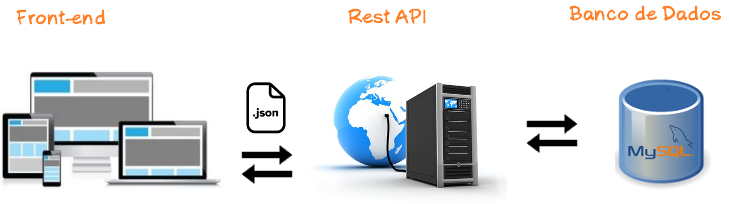 Front-end
Rest API
Banco de Dados
.json
MySQL